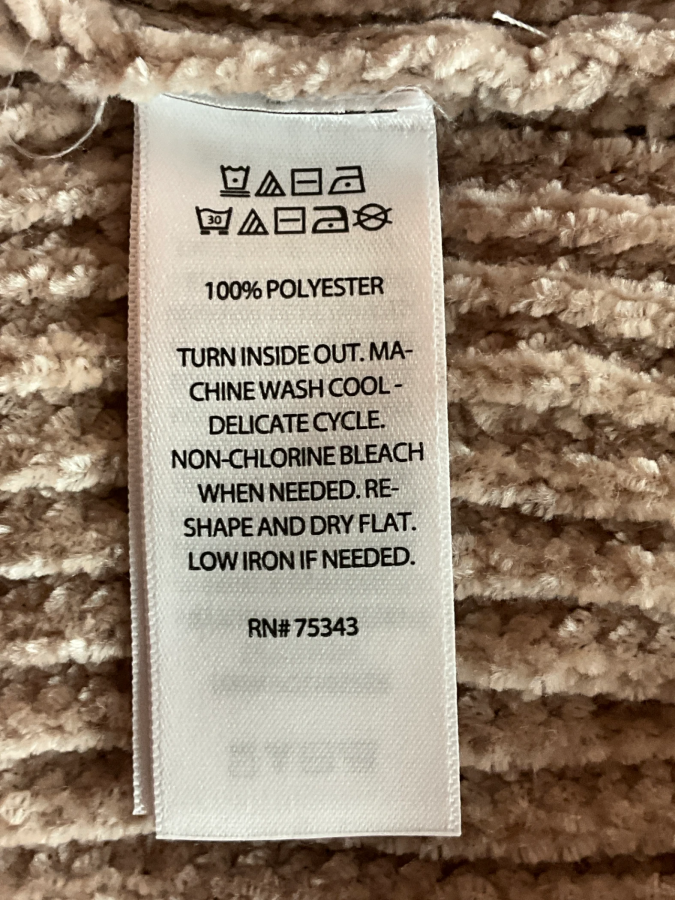 30
100% POLYESTER
TURN INSIDE OUT. MA-
CHINE WASH COOL -
DELICATE CYCLE.
NON-CHLORINE BLEACH
WHEN NEEDED. RE-
SHAPE AND DRY FLAT.
LOW IRON IF NEEDED.
RN# 75343